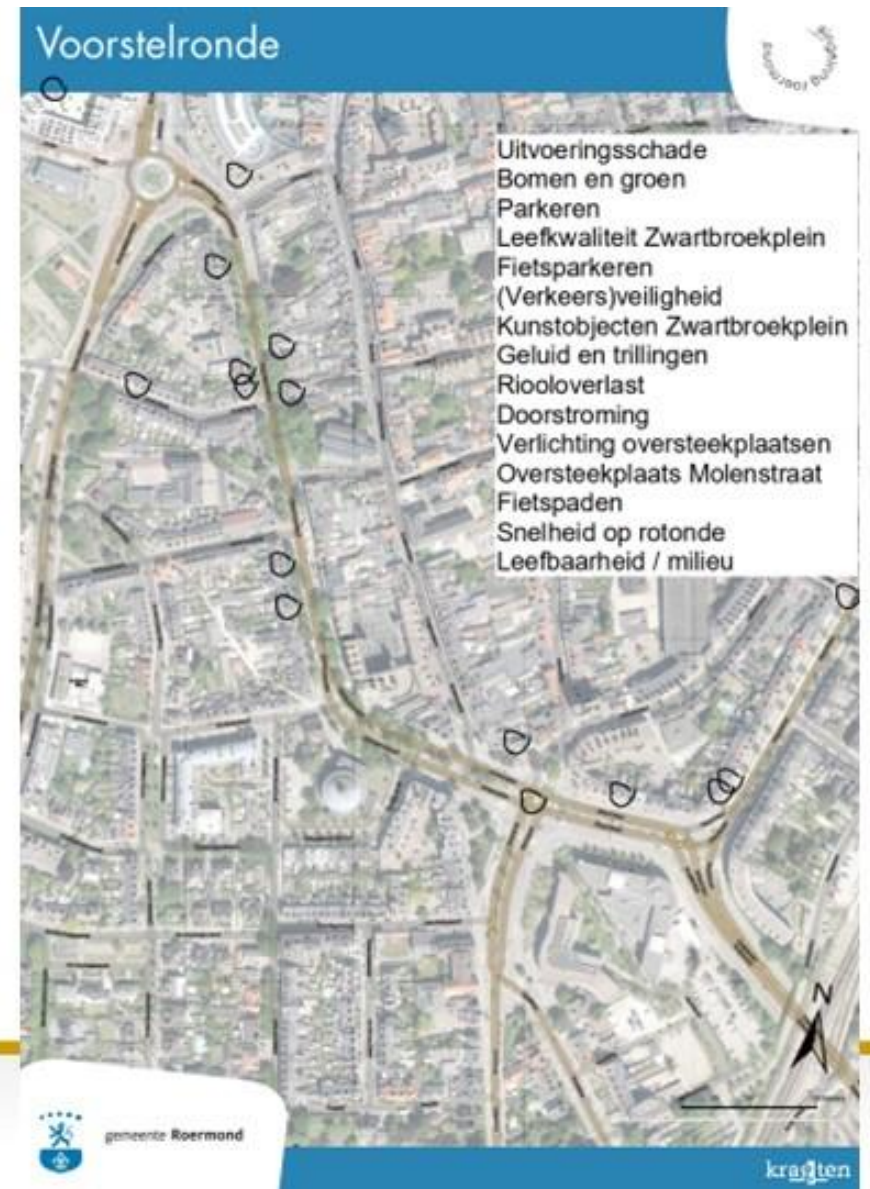 Voorstelronde
Uitvoeringsschade
Bomen en groen
Parkeren
Leefkwaliteit Zwartbroekplein
Fietsparkeren
(Verkeers)veiligheid
Kunstobjecten Zwartbroekplein
Geluid en trillingen
Riooloverlast
Doorstroming
Verlichting oversteekplaatsen
Oversteekplaats Molenstraat
Fietspaden
Snelheid op rotonde
Leefbaarheid / milieu
N
gemeente Roermond
kragten